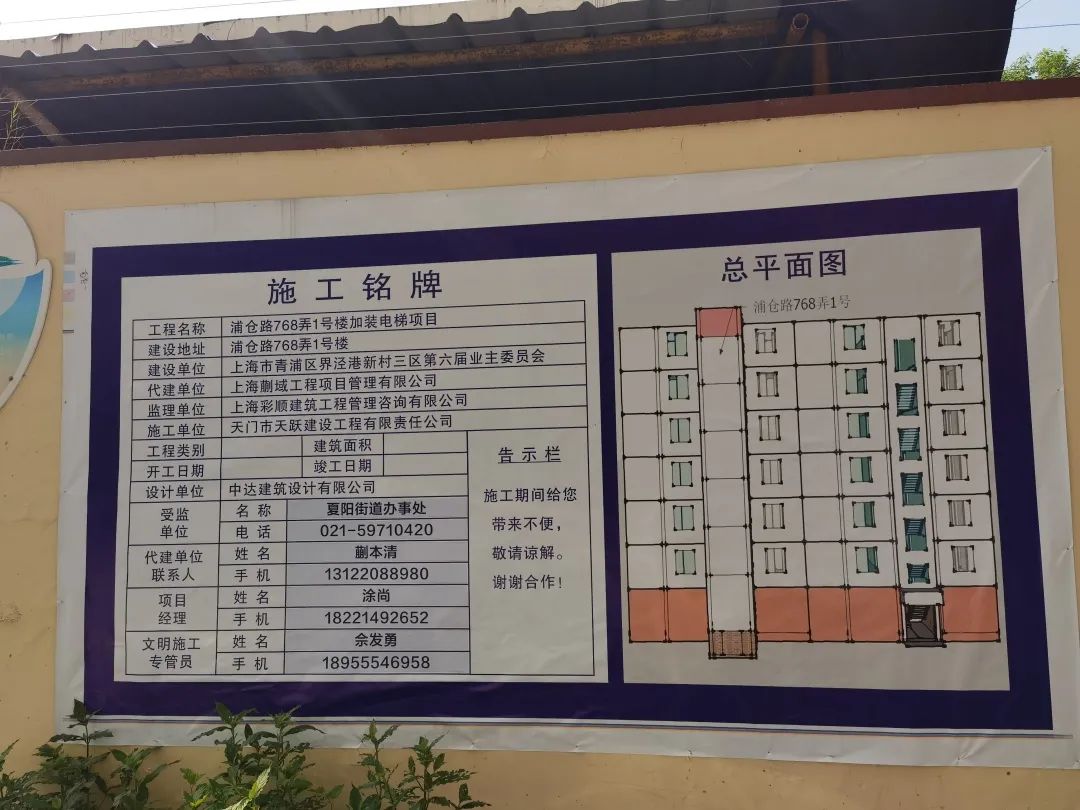 施工铭牌
工程名称 浦仓路768弄1号楼加装电梯项目
建设地址 浦仓路768弄1号楼
建设单位 上海市青浦区界泾港新村三区第六届业主委员会
代建单位 上海蒯域工程项目管理有限公司
监理单位 上海彩顺建筑工程管理咨询有限公司
施工单位 天门市天跃建设工程有限责任公司
工程类别 建筑面积
开工日期 竣工日期
设计单位 中达建筑设计有限公司
受监单位 名称 夏阳街道办事处
电话 021-59710420
代建单位联系人 姓名 蒯本清
手机 13122088980
项目经理 姓名 涂尚
手机 18221492652
文明施工专管员 姓名 佘发勇
手机 18955546958
告示栏
施工期间给您
带来不便，
敬请谅解。
谢谢合作！
总平面图
浦仓路768弄1号